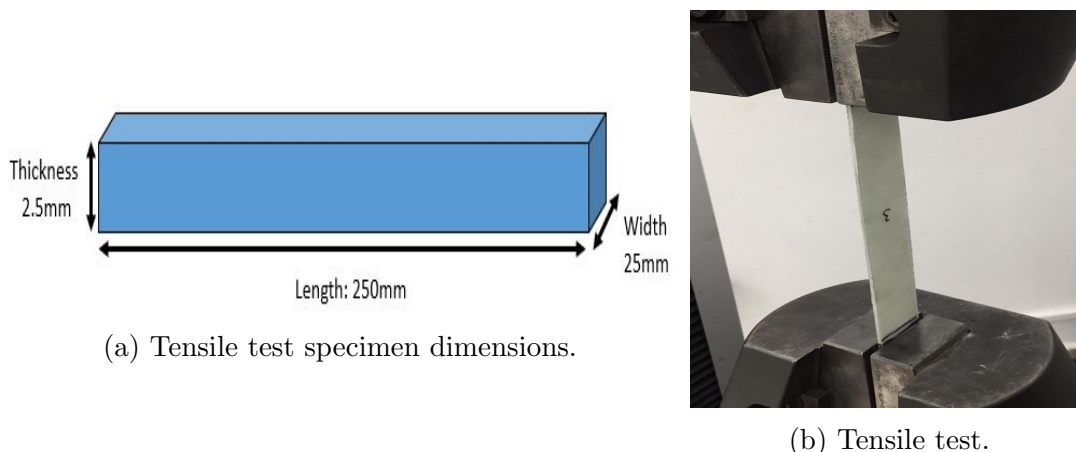 Thickness
2.5mm
Width
25mm
Length: 250mm
(a) Tensile test specimen dimensions.
3
(b) Tensile test.